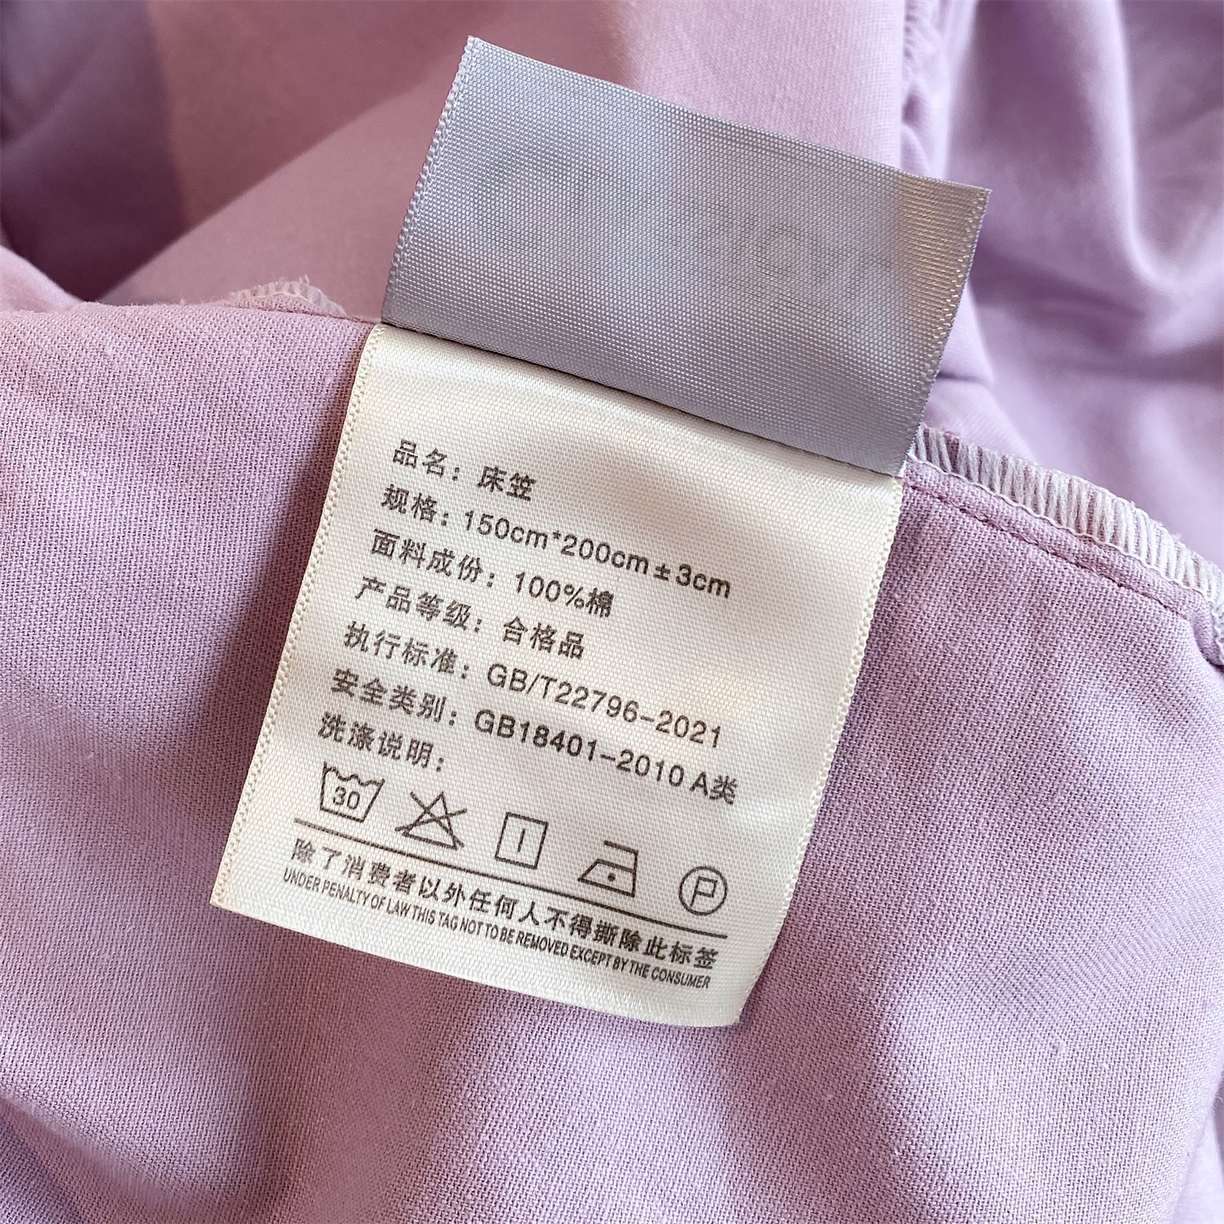 品名：床笠
规格：150cm*200cm±3cm
面料成份：100%棉
产品等级：合格品
执行标准：GB/T22796-2021
安全类别：GB18401-2010 A类
洗涤说明：
30
P
除了消费者以外任何人不得撕除此标签
UNDER PENALTY OF LAW THIS TAG NOT TO BE REMOVED EXCEPT BY THE CONSUMER